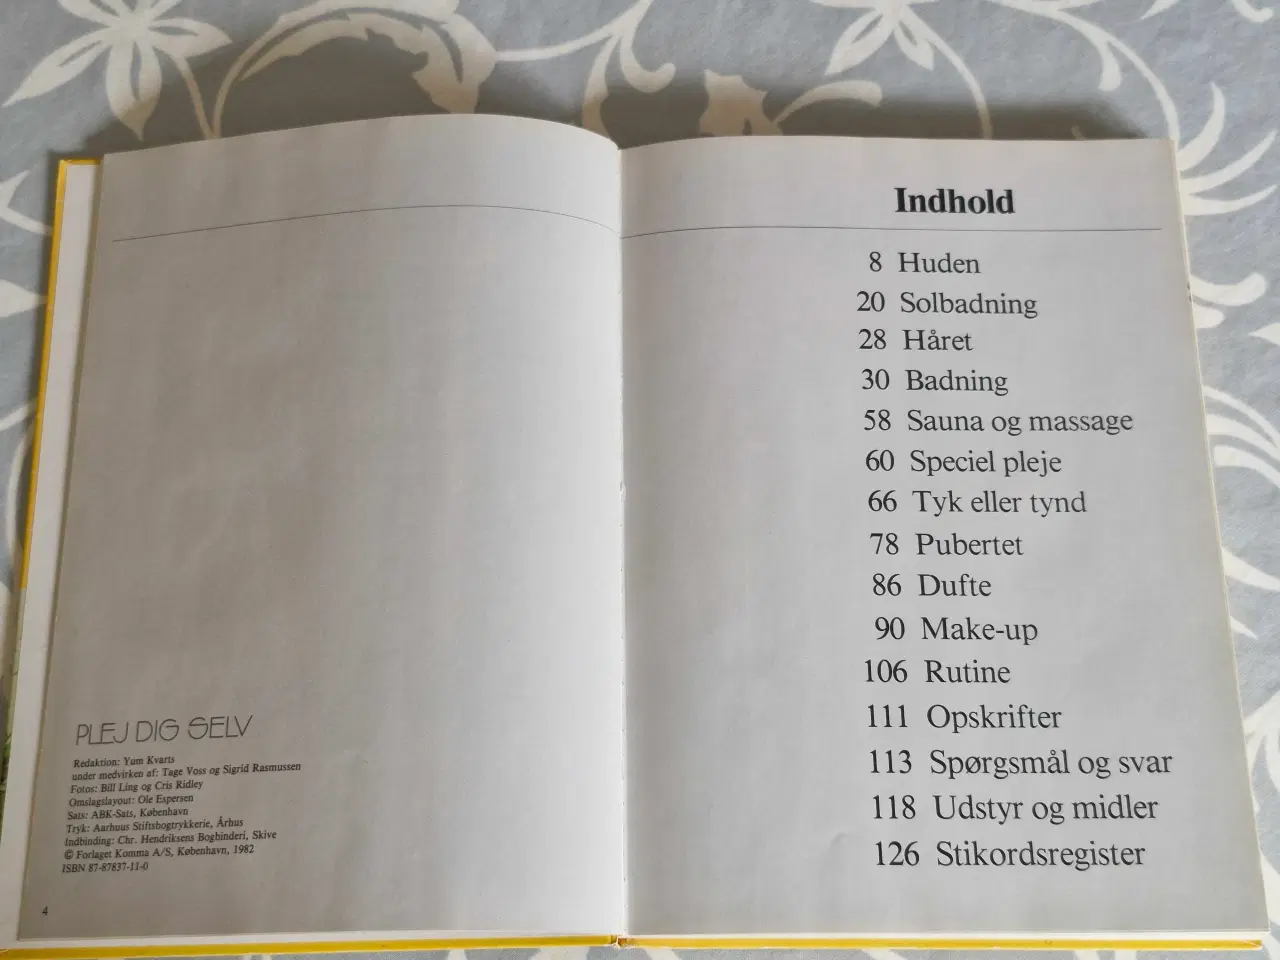 PLEJ DIG SELV
Redaktion: Yum Kvarts
under medvirken af: Tage Voss og Sigrid Rasmussen
Fotos: Bill Ling og Cris Ridley
Omslagslayout: Ole Espersen
Sats: ABK-Sats, København
Tryk: Aarhuus Stiftsbogtrykkerie, Århus
Indbinding: Chr. Hendriksens Bogbinderi, Skive
© Forlaget Komma A/S, København, 1982
ISBN 87-87837-11-0
4
Indhold
8 Huden
20 Solbadning
28 Håret
30 Badning
58 Sauna og massage
60 Speciel pleje
66 Tyk eller tynd
78 Pubertet
86 Dufte
90 Make-up
106 Rutine
111 Opskrifter
113 Spørgsmål og svar
118 Udstyr og midler
126 Stikordsregister